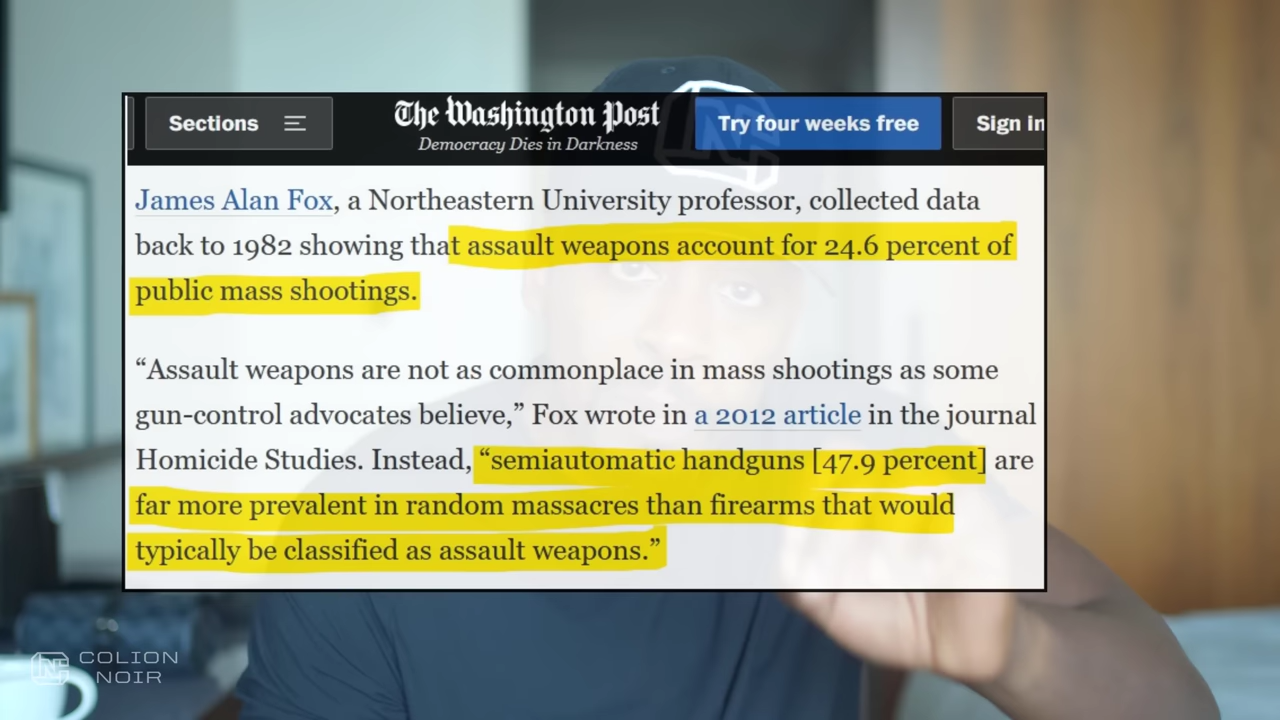 Sections
The Washington Post
Democracy Dies in Darkness
Try four weeks free
Sign in
James Alan Fox, a Northeastern University professor, collected data
back to 1982 showing that assault weapons account for 24.6 percent of
public mass shootings.
“Assault weapons are not as commonplace in mass shootings as some
gun-control advocates believe,” Fox wrote in a 2012 article in the journal
Homicide Studies. Instead, “semiautomatic handguns [47.9 percent] are
far more prevalent in random massacres than firearms that would
typically be classified as assault weapons.”
COLION
NOIR